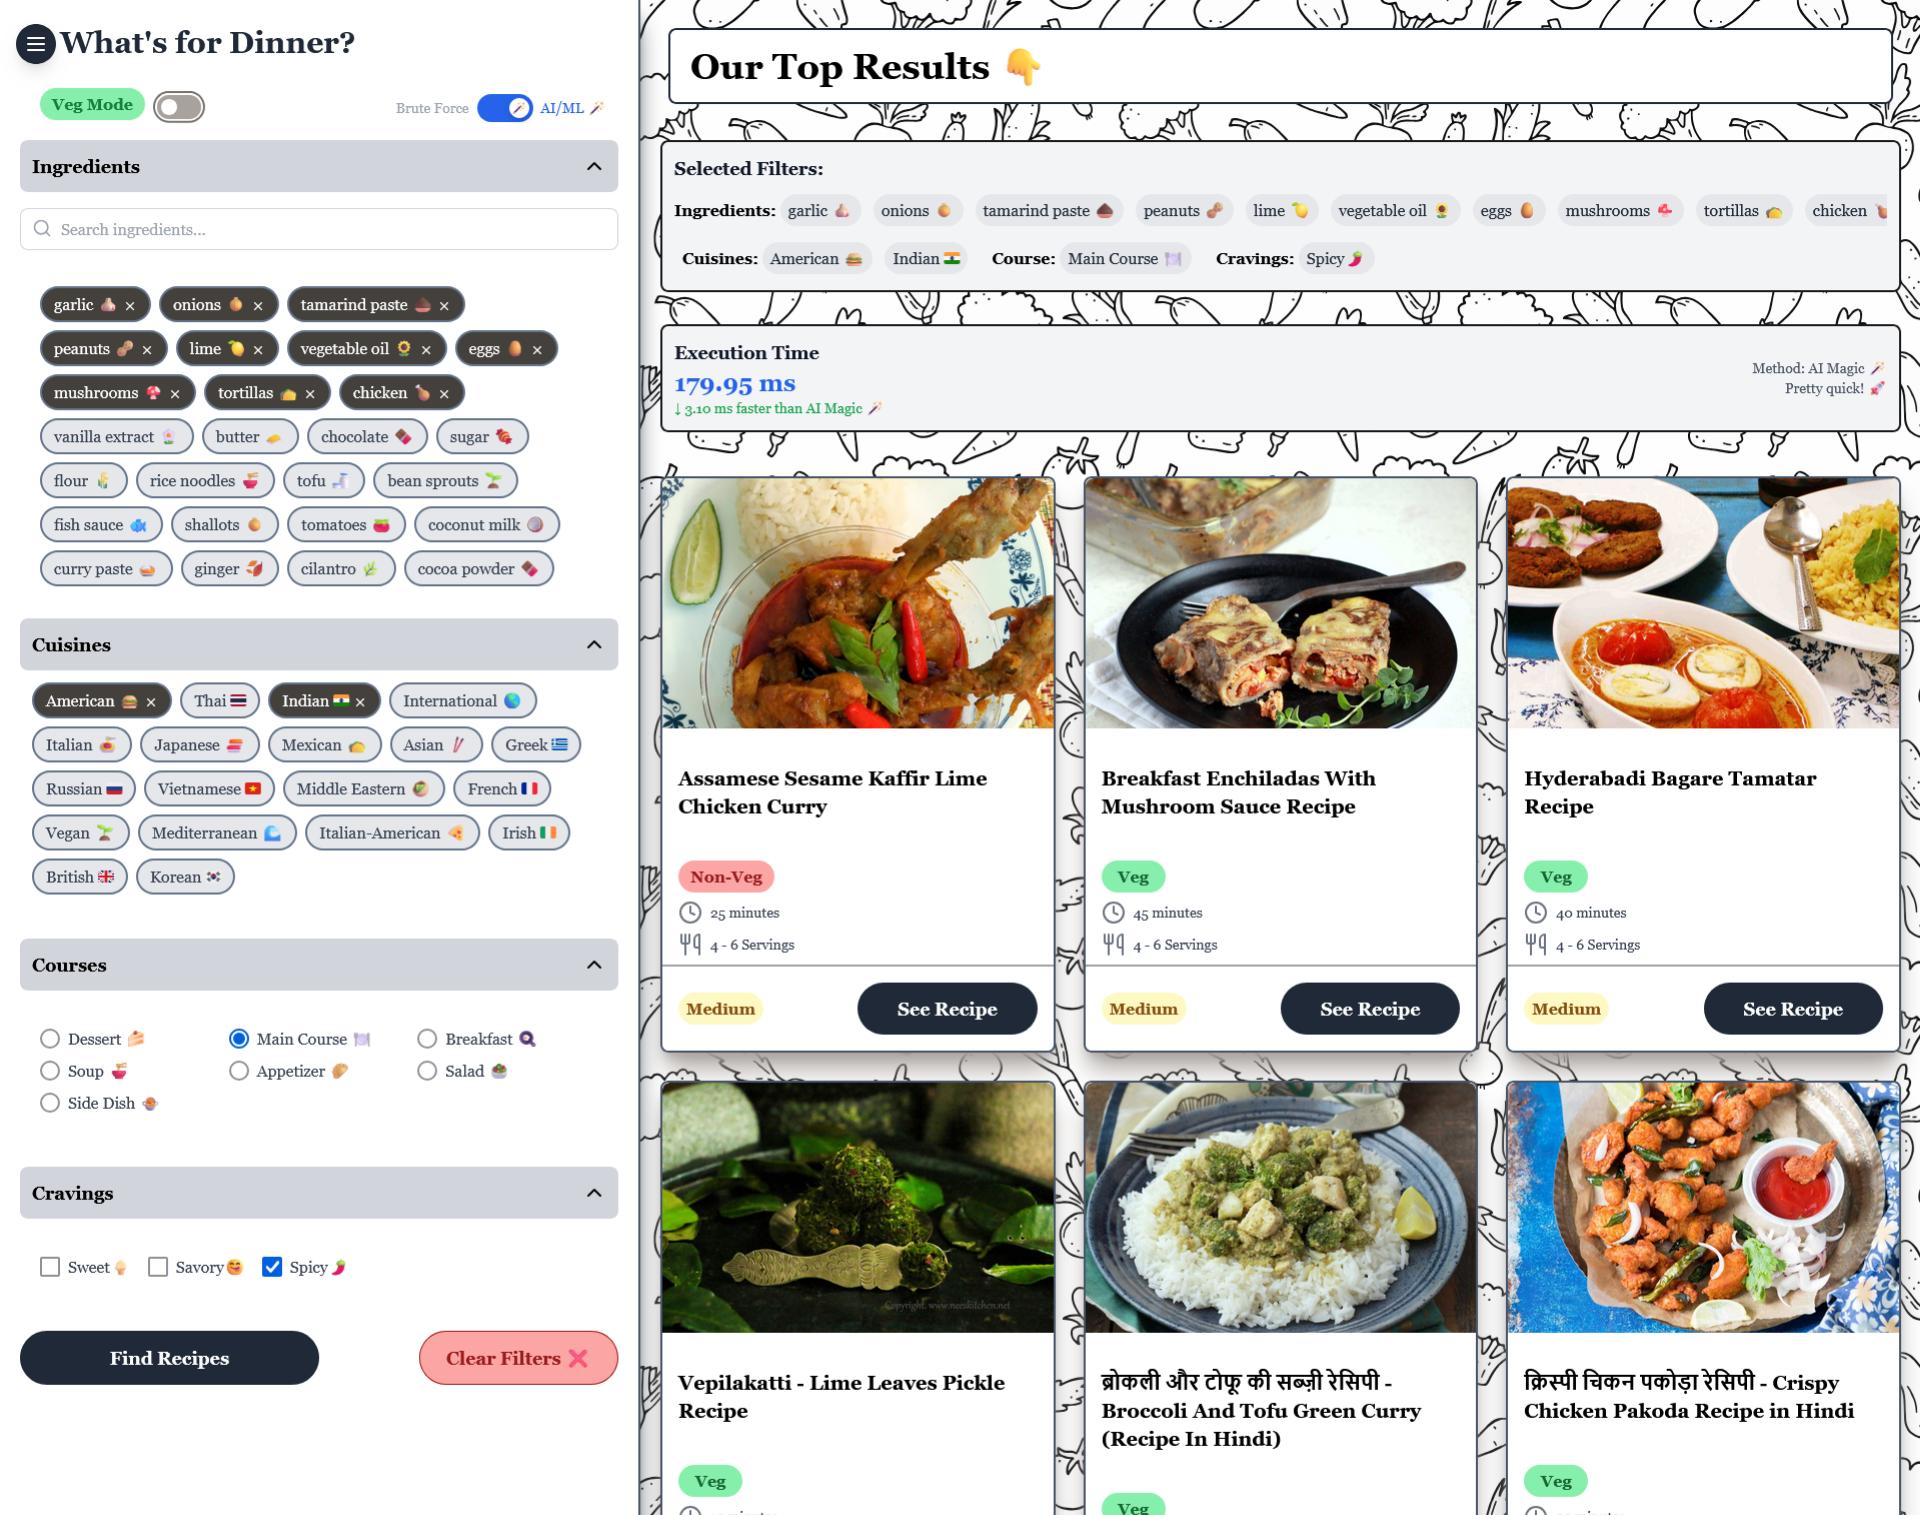 What's for Dinner?
Veg Mode
Brute Force AI/ML
Ingredients
Search ingredients...
garlic × onions × tamarind paste ×
peanuts × lime × vegetable oil × eggs ×
mushrooms × tortillas × chicken ×
vanilla extract butter chocolate sugar
flour rice noodles tofu bean sprouts
fish sauce shallots tomatoes coconut milk
curry paste ginger cilantro cocoa powder
Cuisines
American × Thai Indian × International
Italian Japanese Mexican Asian Greek
Russian Vietnamese Middle Eastern French
Vegan Mediterranean Italian-American Irish
British Korean
Courses
Dessert Main Course Breakfast
Soup Appetizer Salad
Side Dish
Cravings
Sweet Savory Spicy
Find Recipes Clear Filters
Our Top Results
Selected Filters:
Ingredients: garlic onions tamarind paste peanuts lime vegetable oil eggs mushrooms tortillas chicken
Cuisines: American Indian Course: Main Course Cravings: Spicy
Execution Time
179.95 ms
↓ 3.10 ms faster than AI Magic
Method: AI Magic
Pretty quick!
Assamese Sesame Kaffir Lime
Chicken Curry
Non-Veg
25 minutes
4 - 6 Servings
Medium See Recipe
Breakfast Enchiladas With
Mushroom Sauce Recipe
Veg
45 minutes
4 - 6 Servings
Medium See Recipe
Hyderabadi Bagare Tamatar
Recipe
Veg
40 minutes
4 - 6 Servings
Medium See Recipe
Copyright. www.neeskitchen.net
Vepilakatti - Lime Leaves Pickle
Recipe
Veg
ब्रोकली और टोफू की सब्ज़ी रेसिपी -
Broccoli And Tofu Green Curry
(Recipe In Hindi)
Veg
क्रिस्पी चिकन पकोड़ा रेसिपी - Crispy
Chicken Pakoda Recipe in Hindi
Veg